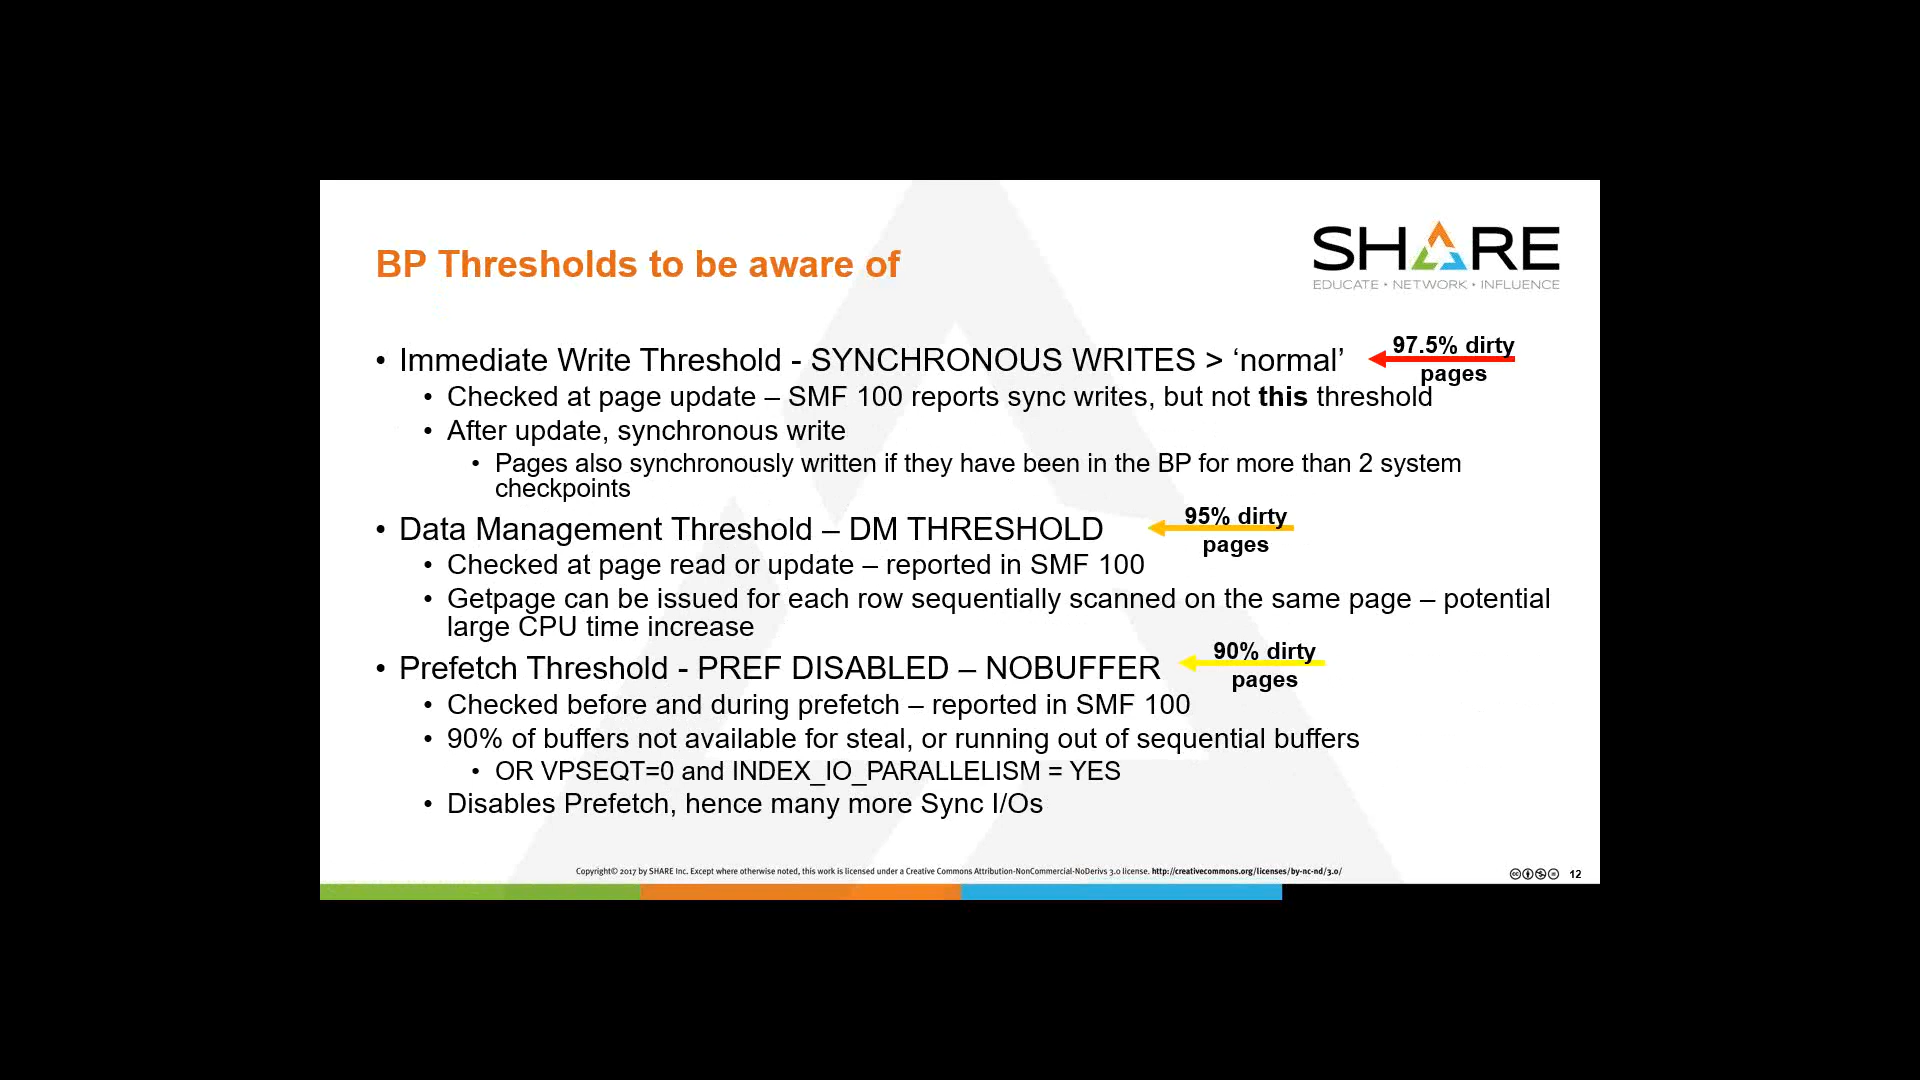 BP Thresholds to be aware of
SHARE
EDUCATE • NETWORK • INFLUENCE
• Immediate Write Threshold - SYNCHRONOUS WRITES > ‘normal’
97.5% dirty
pages
• Checked at page update – SMF 100 reports sync writes, but not this threshold
• After update, synchronous write
• Pages also synchronously written if they have been in the BP for more than 2 system
checkpoints
• Data Management Threshold – DM THRESHOLD
95% dirty
pages
• Checked at page read or update – reported in SMF 100
• Getpage can be issued for each row sequentially scanned on the same page – potential
large CPU time increase
• Prefetch Threshold - PREF DISABLED – NOBUFFER
90% dirty
pages
• Checked before and during prefetch – reported in SMF 100
• 90% of buffers not available for steal, or running out of sequential buffers
• OR VPSEQT=0 and INDEX_IO_PARALLELISM = YES
• Disables Prefetch, hence many more Sync I/Os
Copyright© 2017 by SHARE Inc. Except where otherwise noted, this work is licensed under a Creative Commons Attribution-NonCommercial-NoDerivs 3.0 license. http://creativecommons.org/licenses/by-nc-nd/3.0/
12